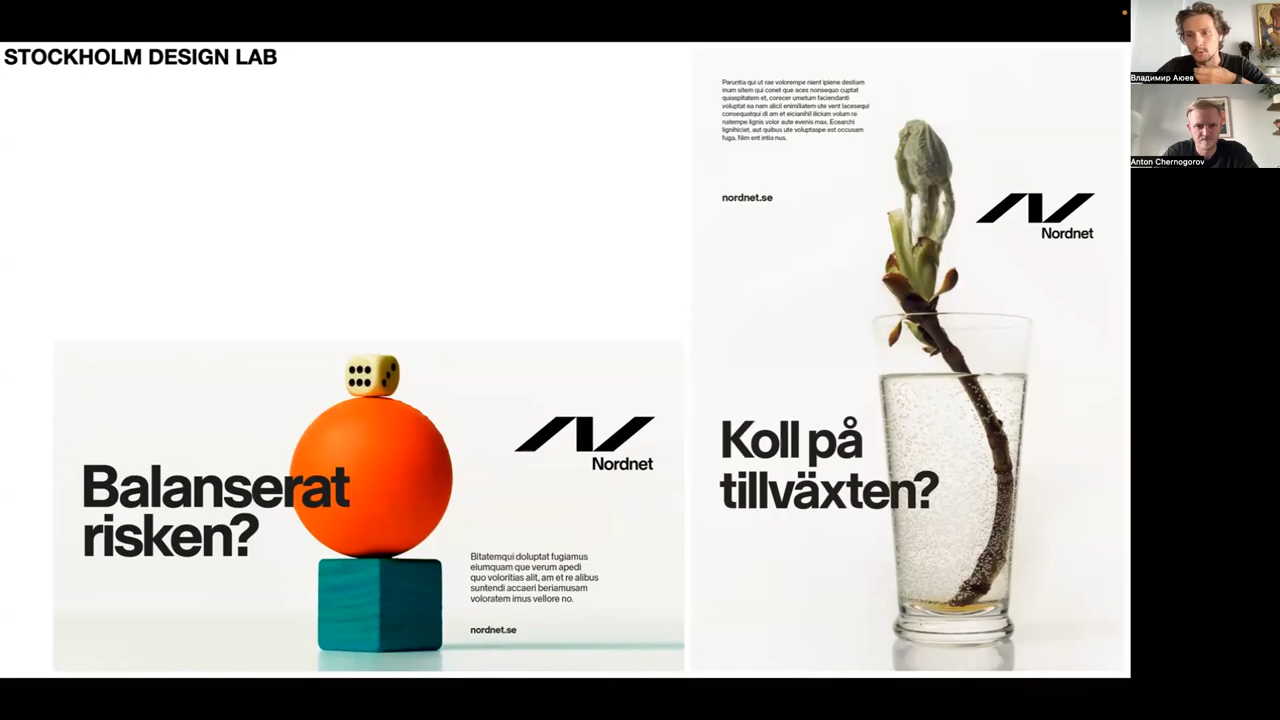 STOCKHOLM DESIGN LAB
Balanserat
risken?
Nordnet
Bitatemqui doluptat fugiamus
eiumquam que verum apedi
quo voloritias alit, am et re alibus
suntendi accaeri beriamusam
voloratem imus vellore no.
nordnet.se
Paruntia qui ut rae volorempe nient ipiene destiam
inum sitem qui conet que aces nonsequo cuptat
quiaspitatem et, corecer umetum faciendanti
voluptat ea nam alicil enimiliatem ute vent lacesequi
consequatqui di am et eicianihil ilicium volum re
natempe lignis volor aute evenis max. Ecearchi
lignihiciet, aut quibus ute voluptaspe est occusam
fuga. Nim ent intia nus.
nordnet.se
Nordnet
Koll på
tillväxten?
Владимир Аюев
Anton Chernogorov